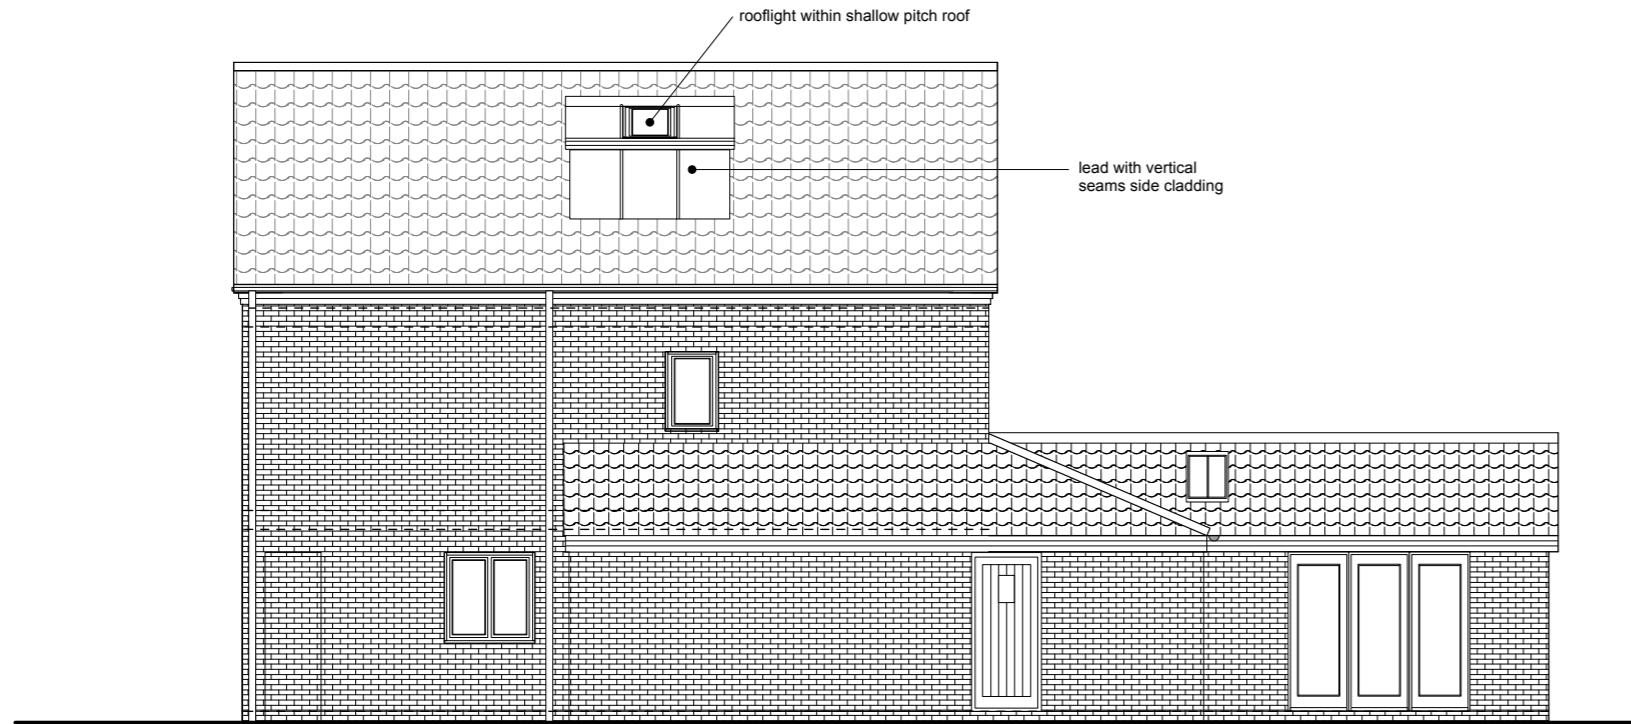 rooflight within shallow pitch roof
lead with vertical
seams side cladding